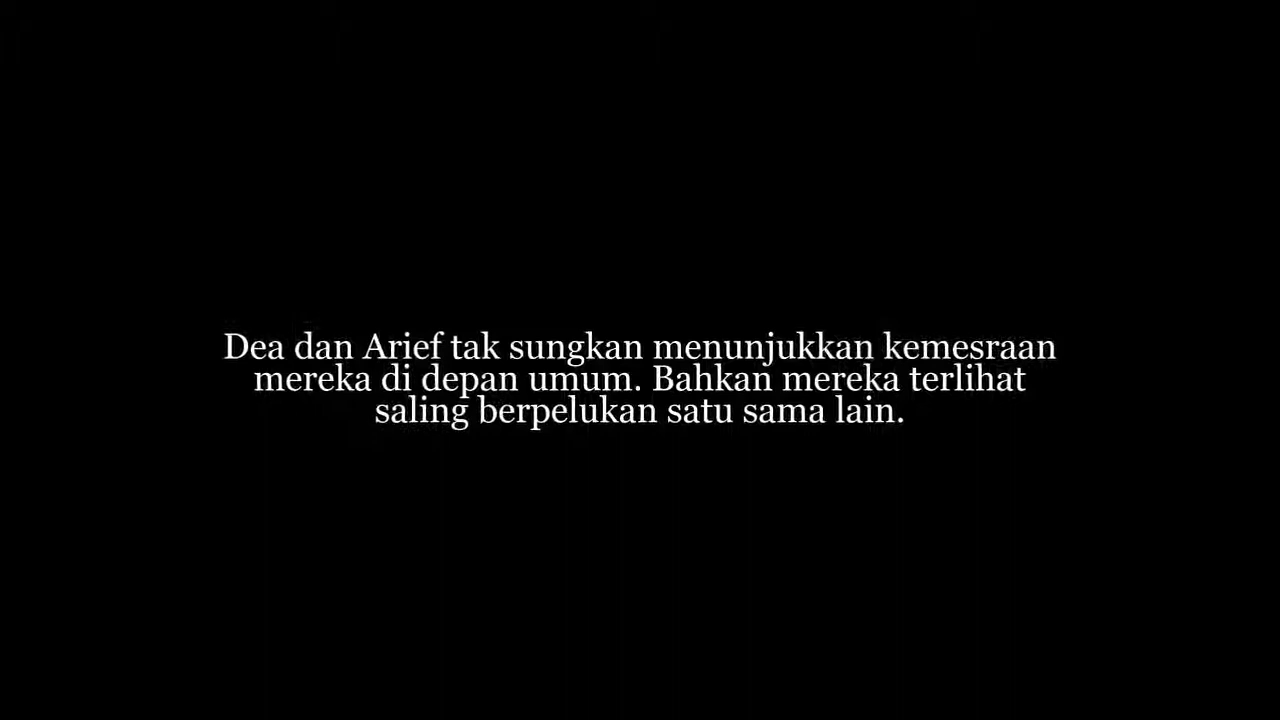 Dea dan Arief tak sungkan menunjukkan kemesraan
mereka di depan umum. Bahkan mereka terlihat
saling berpelukan satu sama lain.